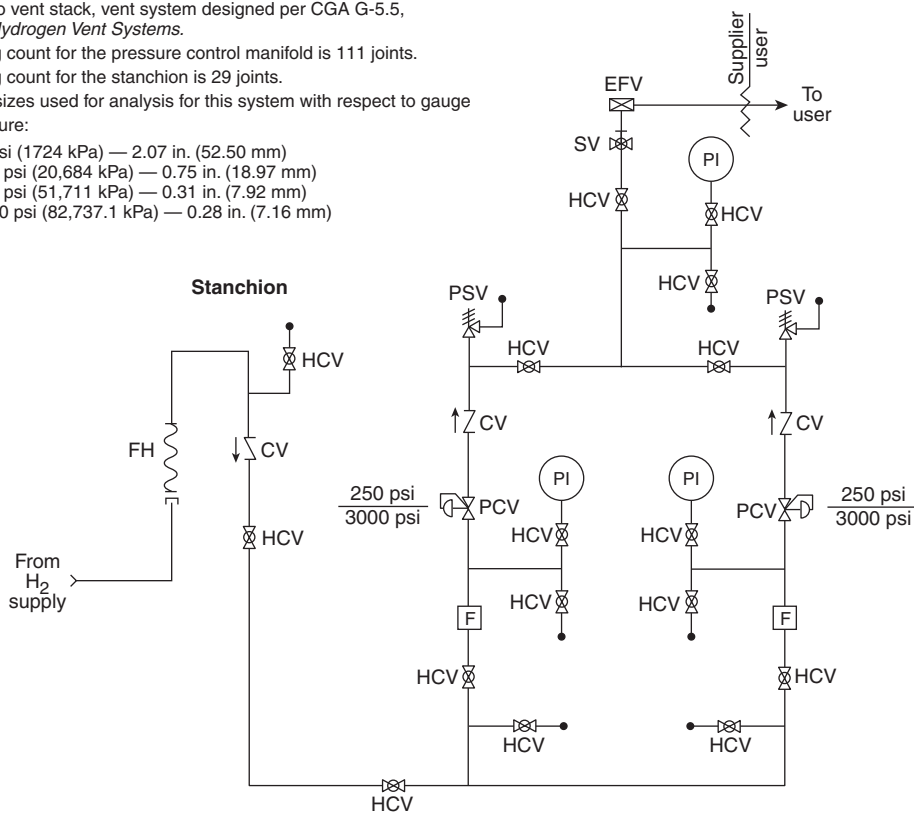 o vent stack, vent system designed per CGA G-5.5,
ydrogen Vent Systems.
g count for the pressure control manifold is 111 joints.
g count for the stanchion is 29 joints.
sizes used for analysis for this system with respect to gauge
ure:
si (1724 kPa) — 2.07 in. (52.50 mm)
psi (20,684 kPa) — 0.75 in. (18.97 mm)
psi (51,711 kPa) — 0.31 in. (7.92 mm)
0 psi (82,737.1 kPa) — 0.28 in. (7.16 mm)
Supplier
user
EFV
To
user
SV
PI
HCV
HCV
HCV
Stanchion
PSV
PSV
HCV
HCV
HCV
FH
CV
CV
CV
PI
PI
250 psi
3000 psi
PCV
PCV
250 psi
3000 psi
HCV
HCV
HCV
From
H2
supply
HCV
HCV
F
F
HCV
HCV
HCV
HCV
HCV